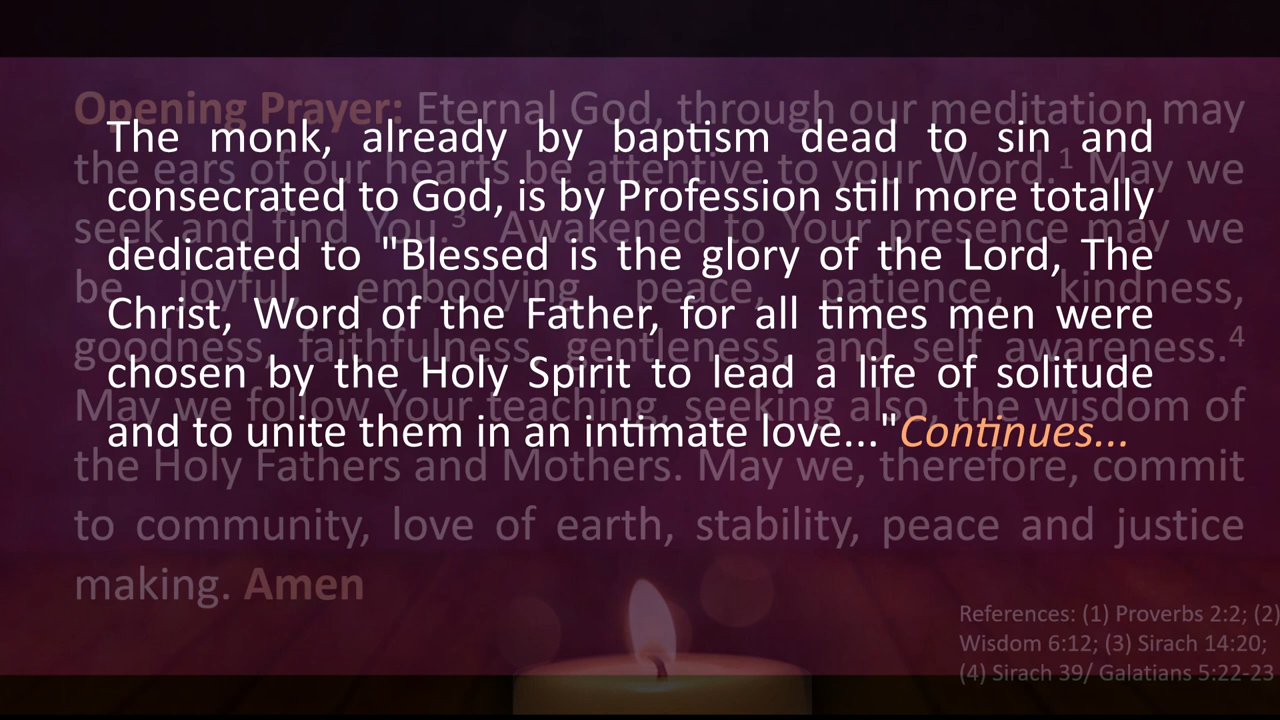 The monk, already by baptism dead to sin and
consecrated to God, is by Profession still more totally
dedicated to "Blessed is the glory of the Lord, The
Christ, Word of the Father, for all times men were
chosen by the Holy Spirit to lead a life of solitude
and to unite them in an intimate love..."Continues...
Opening Prayer: Eternal God, through our meditation may
the ears of our hearts be attentive to your Word.1 May we
seek and find You.3 Awakened to Your presence may we
be joyful, embodying peace, patience, kindness,
goodness, faithfulness, gentleness, and self awareness.4
May we follow Your teaching, seeking also, the wisdom of
the Holy Fathers and Mothers. May we, therefore, commit
to community, love of earth, stability, peace and justice
making. Amen
References: (1) Proverbs 2:2; (2)
Wisdom 6:12; (3) Sirach 14:20;
(4) Sirach 39/ Galatians 5:22-23